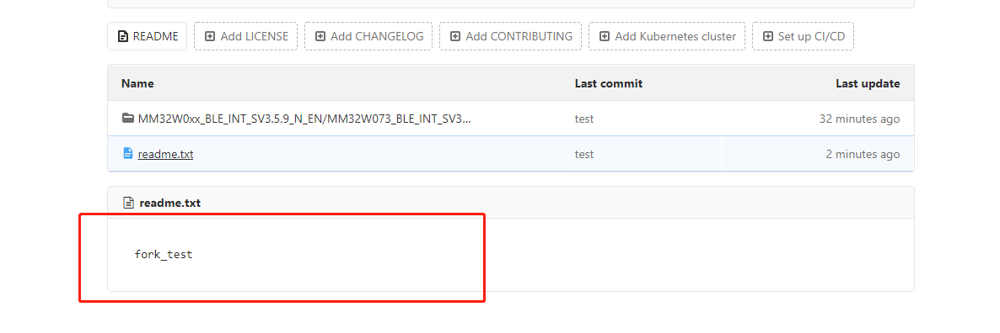 README Add LICENSE Add CHANGELOG Add CONTRIBUTING Add Kubernetes cluster Set up CI/CD
Name Last commit Last update
MM32W0xx_BLE_INT_SV3.5.9_N_EN/MM32W073_BLE_INT_SV3... test 32 minutes ago
readme.txt test 2 minutes ago
readme.txt
fork_test